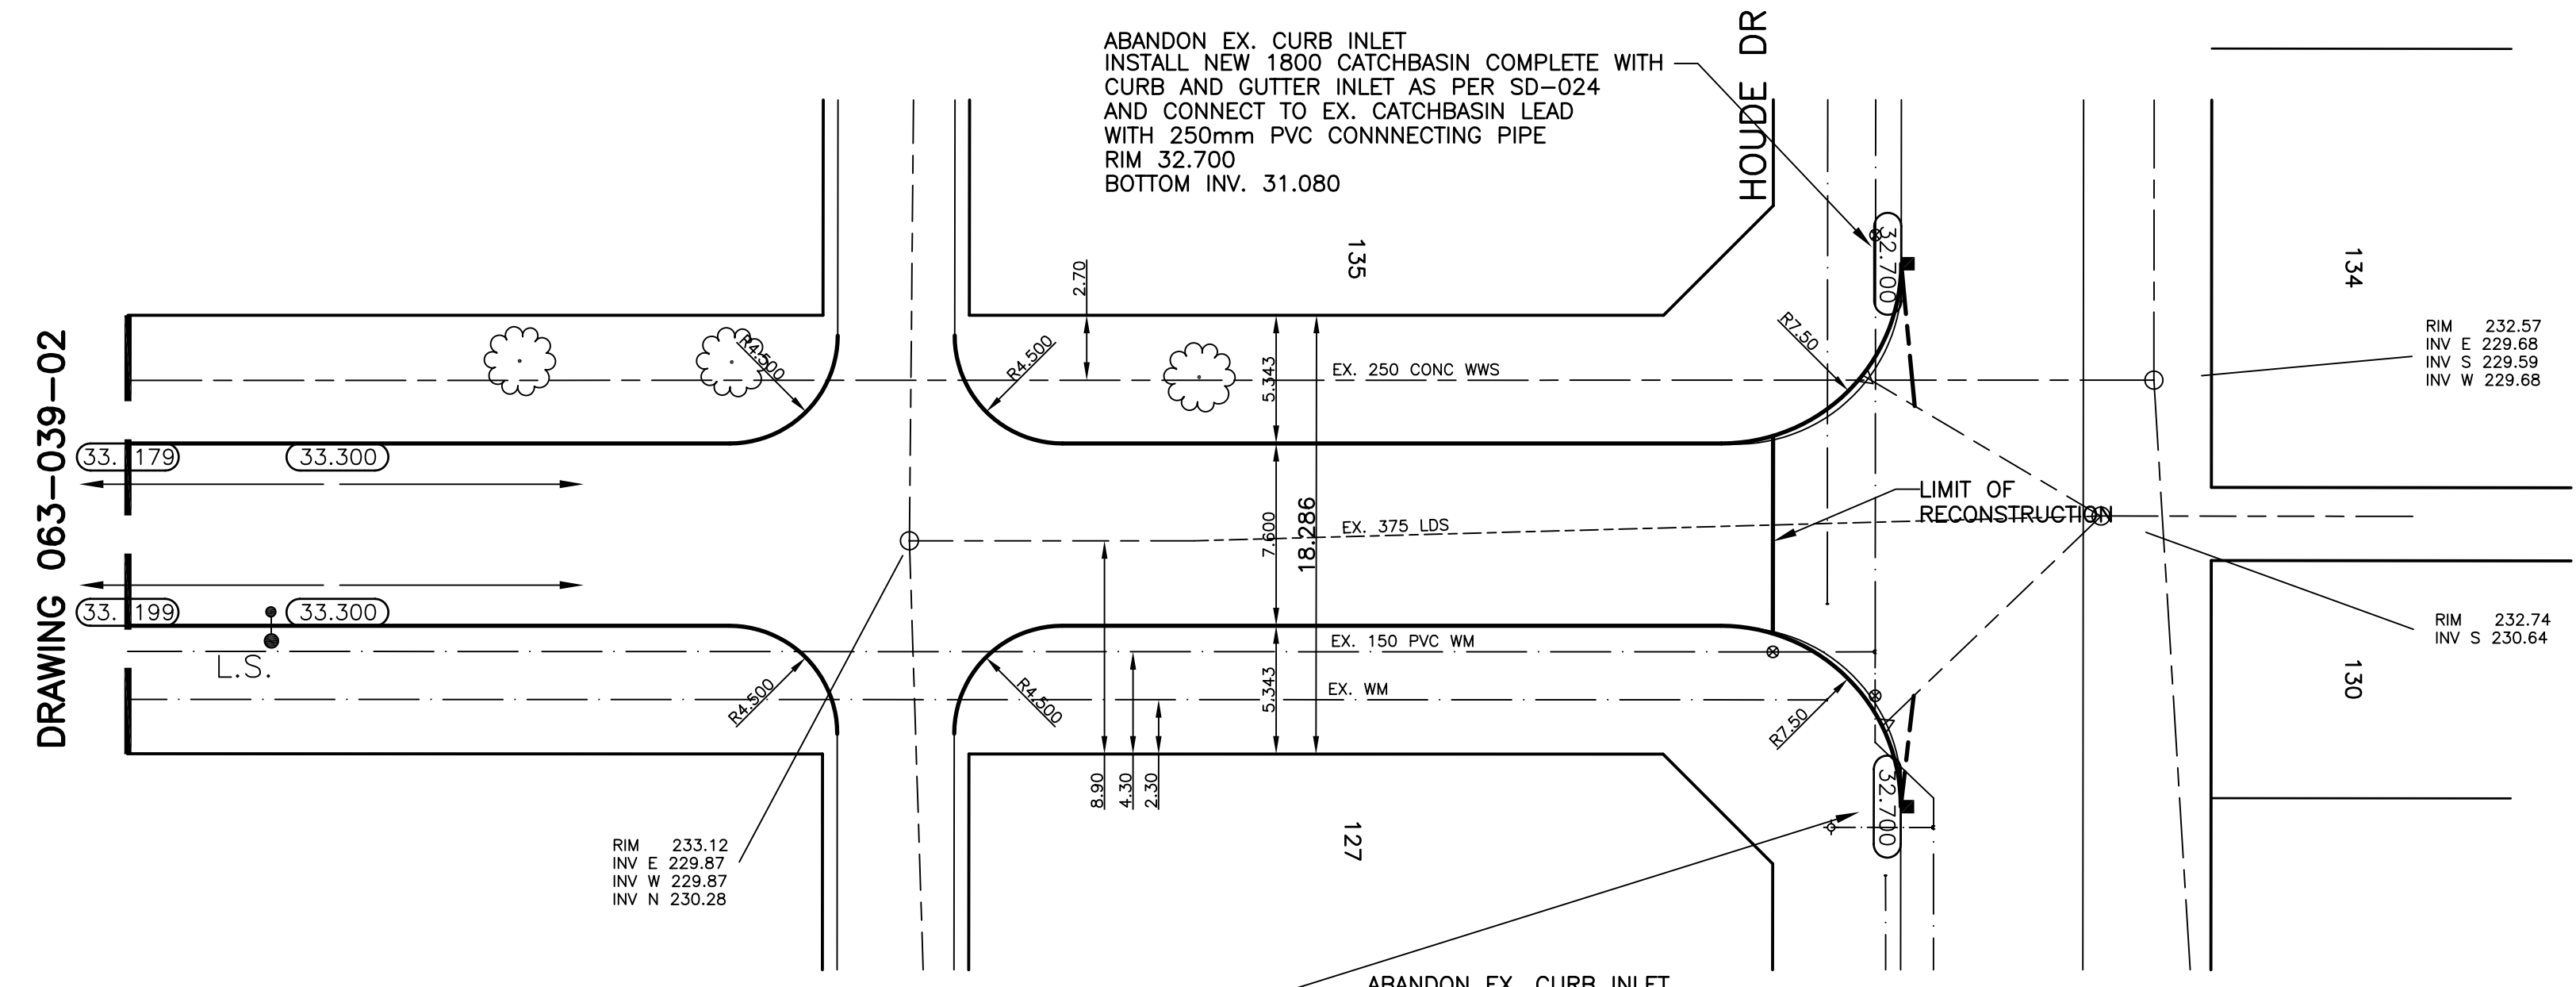 ABANDON EX. CURB INLET
INSTALL NEW 1800 CATCHBASIN COMPLETE WITH
CURB AND GUTTER INLET AS PER SD-024
AND CONNECT TO EX. CATCHBASIN LEAD
WITH 250mm PVC CONNNECTING PIPE
RIM 32.700
BOTTOM INV. 31.080
HOUDE DR
135
134
2.70
32.700
R7.50
R4.500
R4.500
5.343
EX. 250 CONC WWS
RIM 232.57
INV E 229.68
INV S 229.59
INV W 229.68
DRAWING 063-039-02
33.179
33.300
LIMIT OF
RECONSTRUCTION
7.600
18.286
EX. 375 LDS
33.199
33.300
L.S.
EX. 150 PVC WM
EX. WM
5.343
R4.500
R4.500
R7.50
RIM 232.74
INV S 230.64
130
8.90
4.30
2.30
32.700
127
RIM 233.12
INV E 229.87
INV W 229.87
INV N 230.28
ABANDON EX. CURB INLET